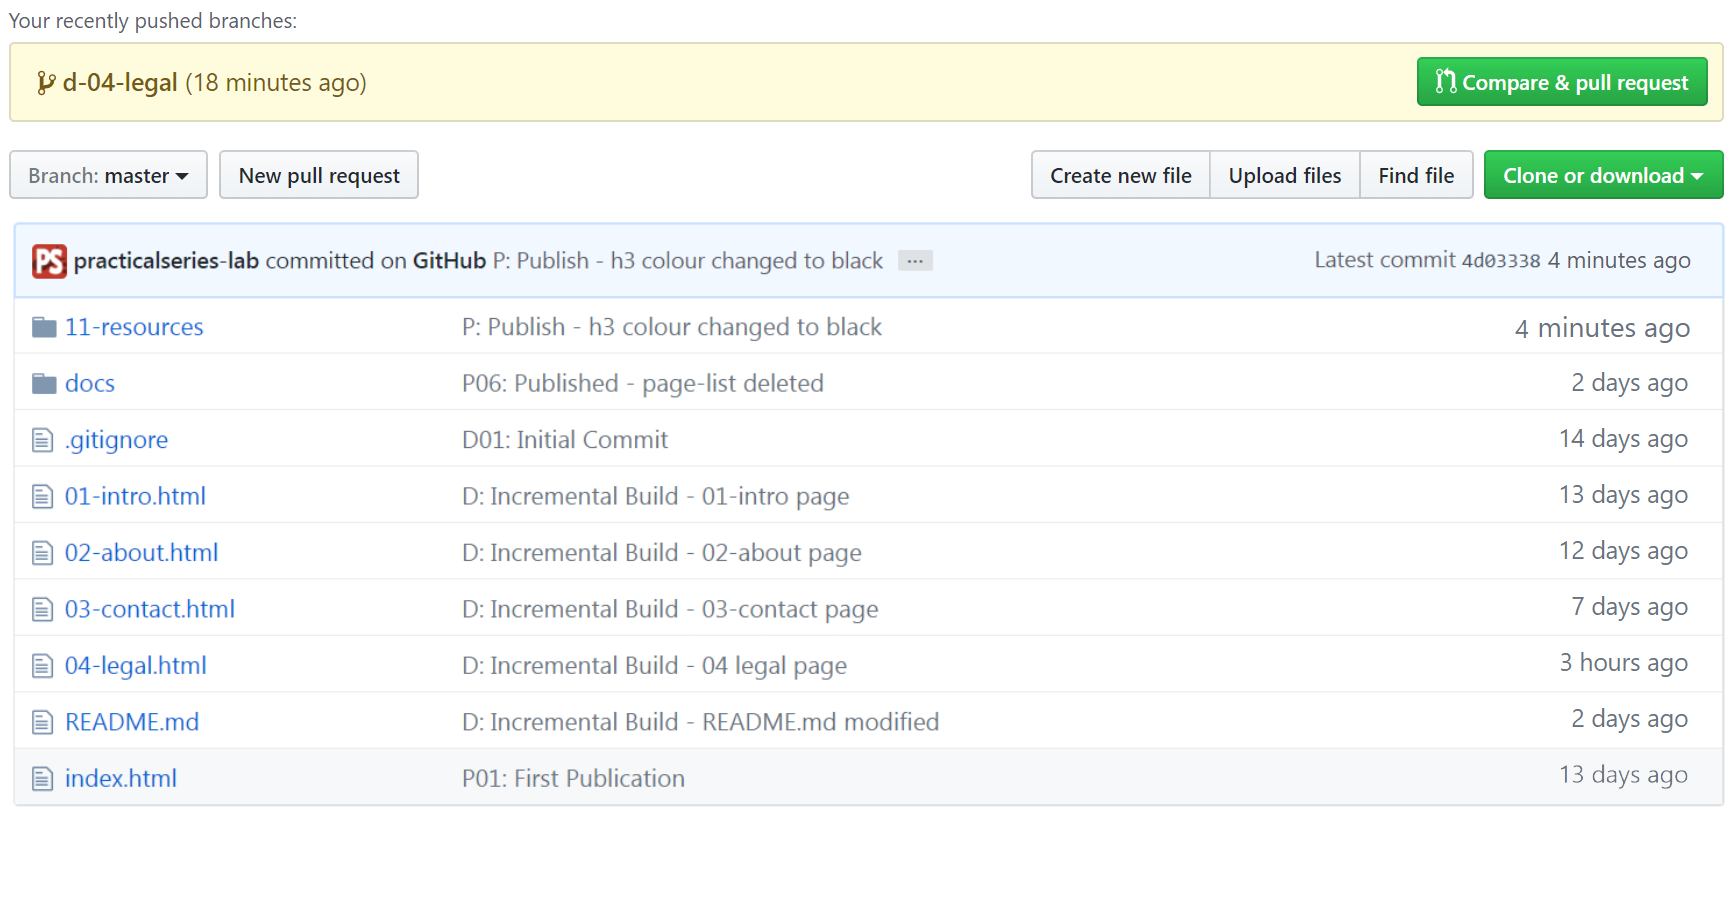 Your recently pushed branches:
d-04-legal (18 minutes ago) Compare & pull request
Branch: master New pull request Create new file Upload files Find file Clone or download
PS practicalseries-lab committed on GitHub P: Publish - h3 colour changed to black ... Latest commit 4d03338 4 minutes ago
11-resources P: Publish - h3 colour changed to black 4 minutes ago
docs P06: Published - page-list deleted 2 days ago
.gitignore D01: Initial Commit 14 days ago
01-intro.html D: Incremental Build - 01-intro page 13 days ago
02-about.html D: Incremental Build - 02-about page 12 days ago
03-contact.html D: Incremental Build - 03-contact page 7 days ago
04-legal.html D: Incremental Build - 04 legal page 3 hours ago
README.md D: Incremental Build - README.md modified 2 days ago
index.html P01: First Publication 13 days ago